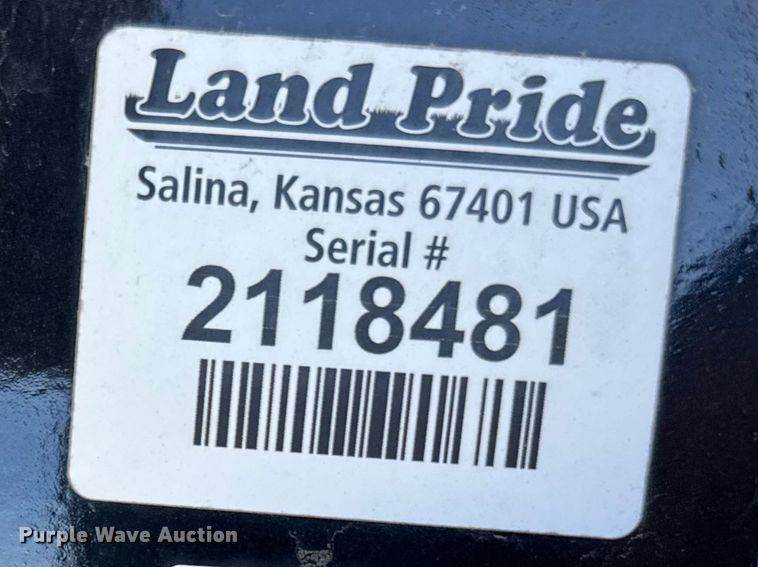 Land Pride
Salina, Kansas 67401 USA
Serial #
2118481
Purple Wave Auction